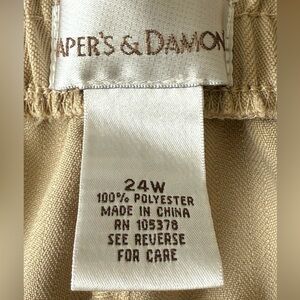 APER'S & DAMON
24W
100% POLYESTER
MADE IN CHINA
RN 105378
SEE REVERSE
FOR CARE